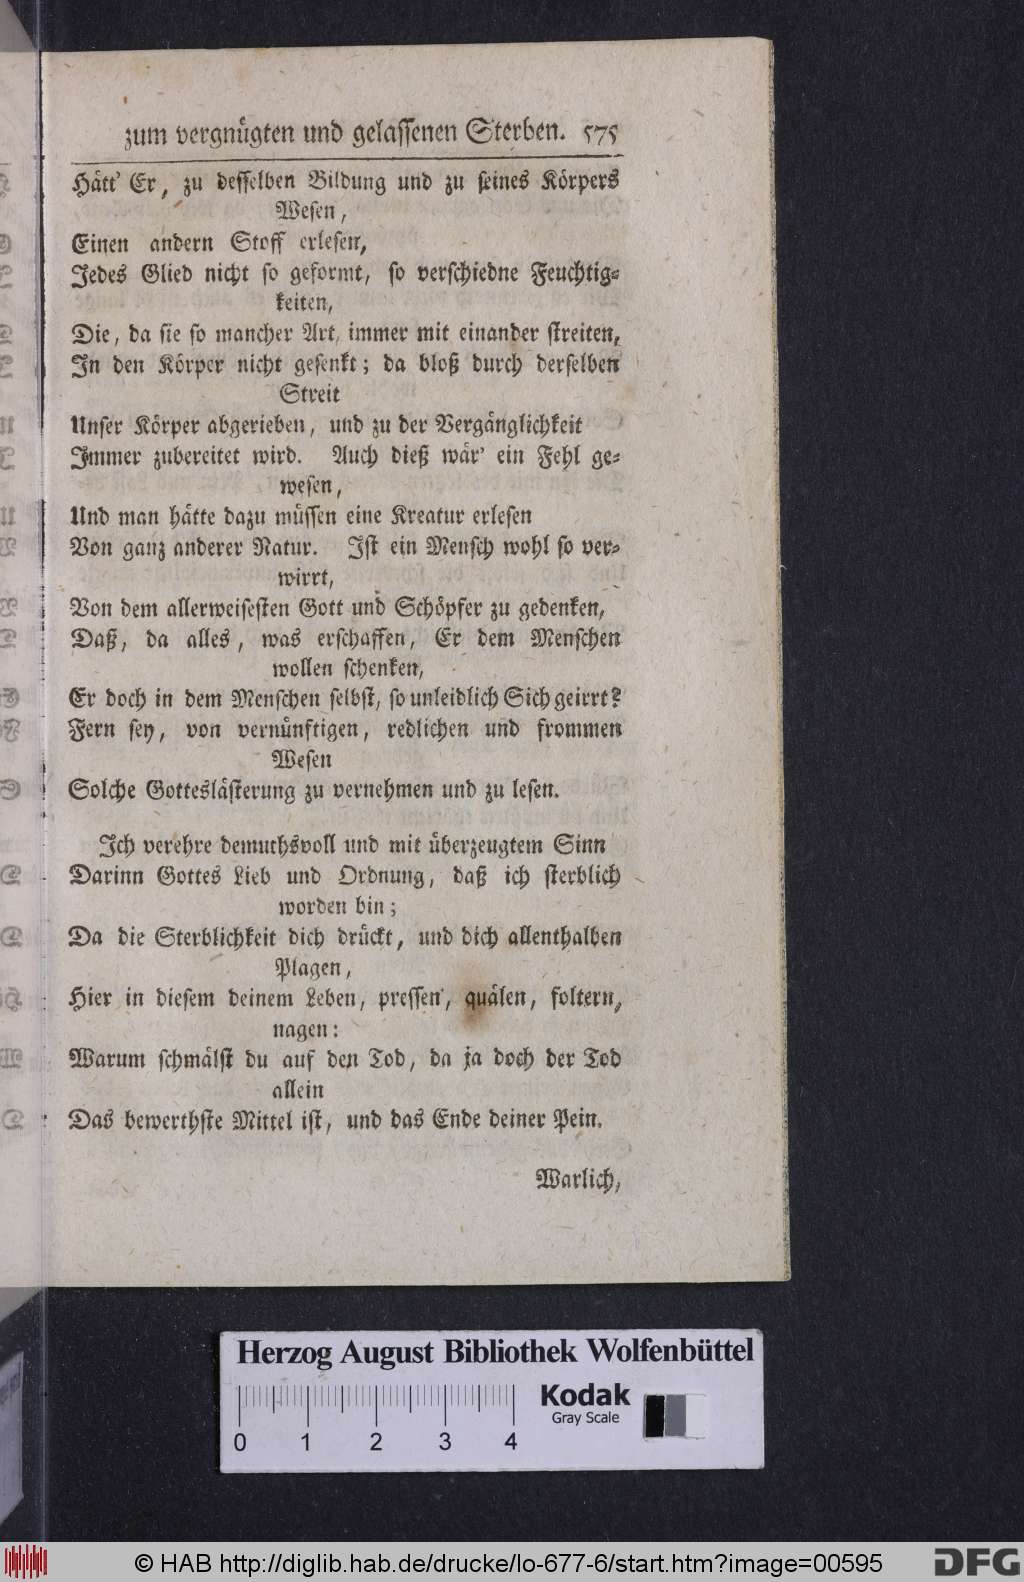 zum vergnügten und gelassenen Sterben. 575
Hätt' Er, zu desselben Bildung und zu seines Körpers
Wesen,
Einen andern Stoff erlesen,
Jedes Glied nicht so geformt, so verschiedne Feuchtig-
keiten,
Die, da sie so mancher Art, immer mit einander streiten,
In den Körper nicht gesenkt; da bloß durch derselben
Streit
Unser Körper abgerieben, und zu der Vergänglichkeit
Immer zubereitet wird. Auch dieß wär' ein Fehl ge-
wesen,
Und man hätte dazu müssen eine Kreatur erlesen
Von ganz anderer Natur. Ist ein Mensch wohl so ver-
wirrt,
Von dem allerweisesten Gott und Schöpfer zu gedenken,
Daß, da alles, was erschaffen, Er dem Menschen
wollen schenken,
Er doch in dem Menschen selbst, so unleidlich Sich geirrt?
Fern sey, von vernünftigen, redlichen und frommen
Wesen
Solche Gotteslästerung zu vernehmen und zu lesen.
Ich verehre demuthsvoll und mit überzeugtem Sinn
Darinn Gottes Lieb und Ordnung, daß ich sterblich
worden bin;
Da die Sterblichkeit dich drückt, und dich allenthalben
Plagen,
Hier in diesem deinem Leben, pressen, quälen, foltern,
nagen:
Warum schmälst du auf den Tod, da ja doch der Tod
allein
Das bewerthste Mittel ist, und das Ende deiner Pein.
Warlich,
Herzog August Bibliothek Wolfenbüttel
Kodak
Gray Scale
0 1 2 3 4
© HAB http://diglib.hab.de/drucke/lo-677-6/start.htm?image=00595
DFG